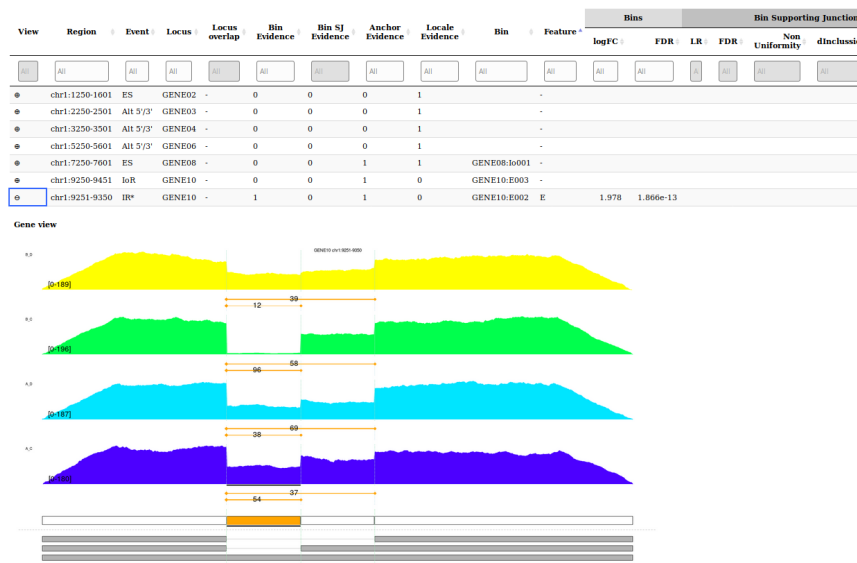 Bins Bin Supporting Junction
View Region Event Locus Locus overlap Bin Evidence Bin SJ Evidence Anchor Evidence Locale Evidence Bin Feature logFC FDR LR FDR Non Uniformity dInclusio
All All All All All All All All All All All All All All All All
chr1:1250-1601 ES GENE02 - 0 0 0 1 -
chr1:2250-2501 Alt 5'/3' GENE03 - 0 0 0 1 -
chr1:3250-3501 Alt 5'/3' GENE04 - 0 0 0 1 -
chr1:5250-5601 Alt 5'/3' GENE06 - 0 0 0 1 -
chr1:7250-7601 ES GENE08 - 0 0 1 1 GENE08:Io001 -
chr1:9250-9451 IoR GENE10 - 0 0 1 0 GENE10:E003 -
chr1:9251-9350 IR* GENE10 - 1 0 1 0 GENE10:E002 E 1.978 1.866e-13
Gene view
GENE10 chr1:9251-9350
[0-189]
39
12
[0-196]
58
96
[0-187]
69
38
[0-180]
37
54